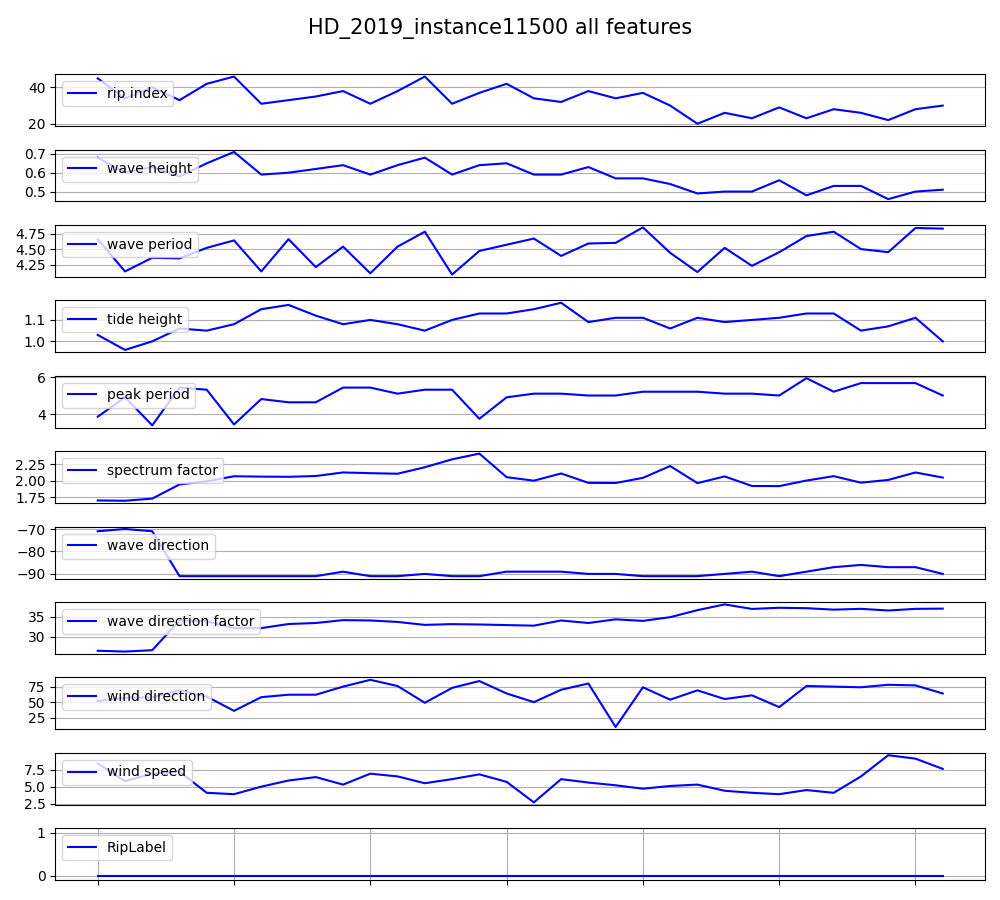 HD_2019_instance11500 all features
40
20
rip index
0.7
0.6
0.5
wave height
4.75
4.50
4.25
wave period
1.1
1.0
tide height
6
4
peak period
2.25
2.00
1.75
spectrum factor
−70
−80
−90
wave direction
35
30
wave direction factor
75
50
25
wind direction
7.5
5.0
2.5
wind speed
1
0
RipLabel